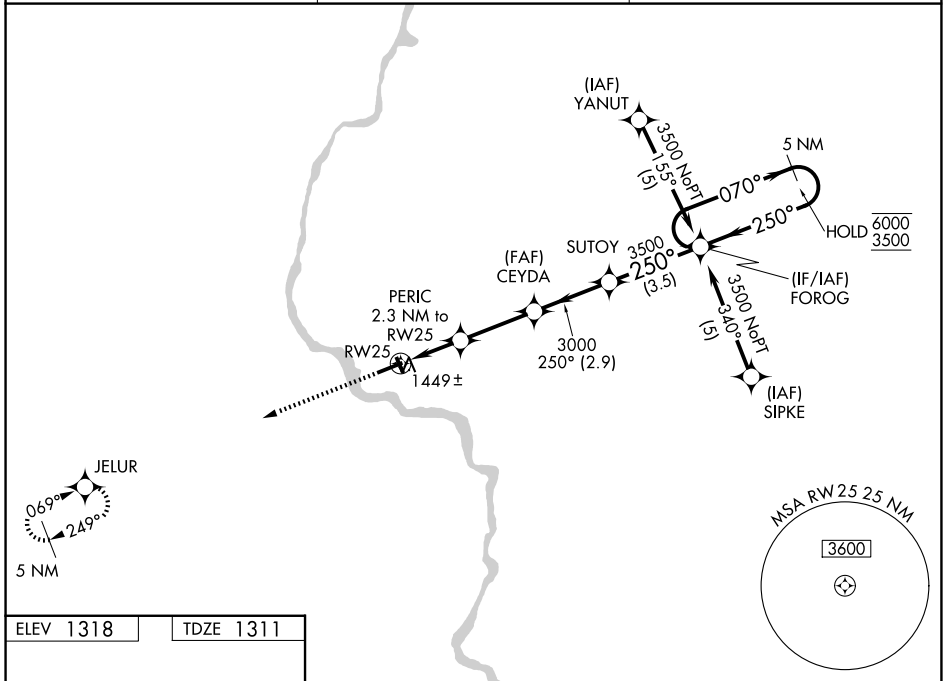 (IAF)
YANUT
3500 NoPT
155°
(5)
5 NM
070°
250°
HOLD 6000
3500
(IF/IAF)
FOROG
SUTOY
3500
250°
(3.5)
(FAF)
CEYDA
3000
250° (2.9)
PERIC
2.3 NM to
RW25
RW25
1449±
3500 NoPT
340°
(5)
(IAF)
SIPKE
JELUR
069°
249°
5 NM
MSA RW25 25 NM
3600
ELEV 1318
TDZE 1311